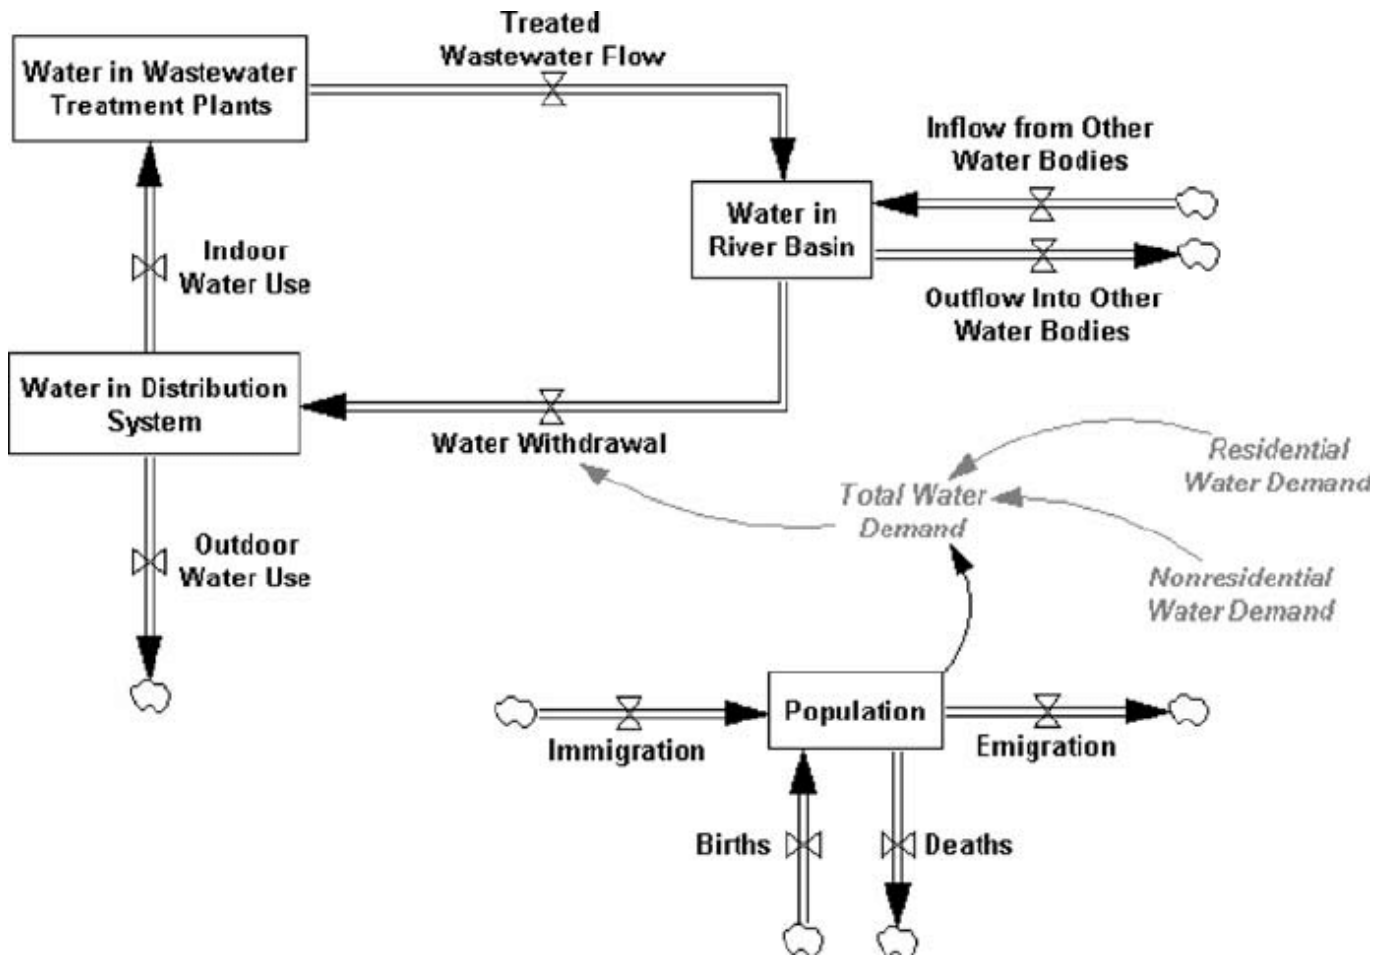 Treated
Wastewater Flow
Water in Wastewater
Treatment Plants
Inflow from Other
Water Bodies
Water in
River Basin
Indoor
Water Use
Outflow Into Other
Water Bodies
Water in Distribution
System
Water Withdrawal
Residential
Water Demand
Total Water
Demand
Outdoor
Water Use
Nonresidential
Water Demand
Population
Immigration
Emigration
Births
Deaths